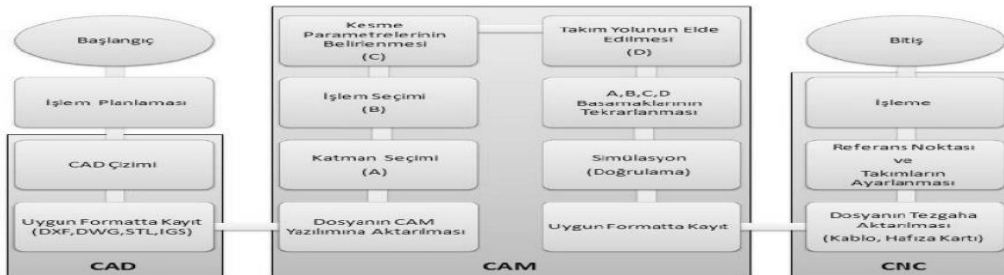 Başlangıç
İşlem Planlaması
CAD Çizimi
Uygun Formatta Kayıt
(DXF,DWG,STL,IGS)
CAD
Kesme
Parametrelerinin
Belirlenmesi
(C)
İşlem Seçimi
(B)
Katman Seçimi
(A)
Dosyanın CAM
Yazılımına Aktarılması
Takım Yolunun Elde
Edilmesi
(D)
A,B,C,D
Basamaklarının
Tekrarlanması
Simülasyon
(Doğrulama)
Uygun Formatta Kayıt
CAM
Bitiş
İşleme
Referans Noktası
ve
Takımların
Ayarlanması
Dosyanın Tezgaha
Aktarılması
(Kablo, Hafıza Kartı)
CNC